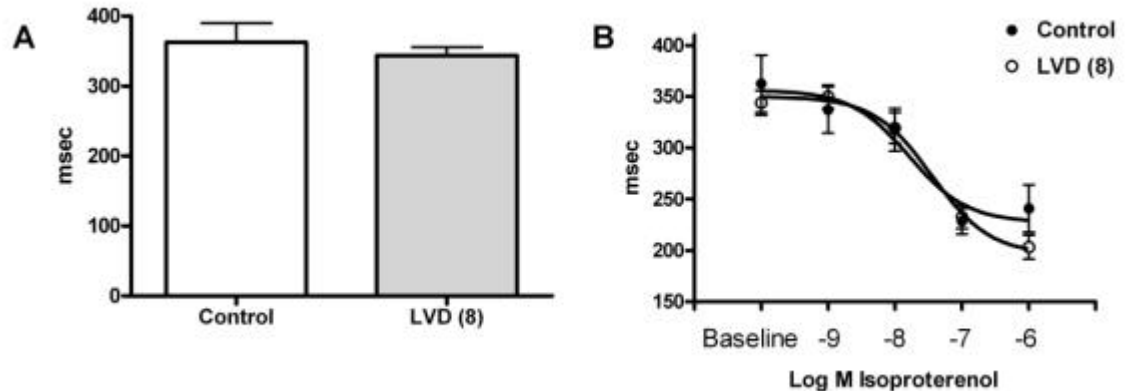 A
400
300
200
100
0
msec
Control
LVD (8)
B
Control
LVD (8)
400
350
300
250
200
150
msec
Baseline -9 -8 -7 -6
Log M Isoproterenol